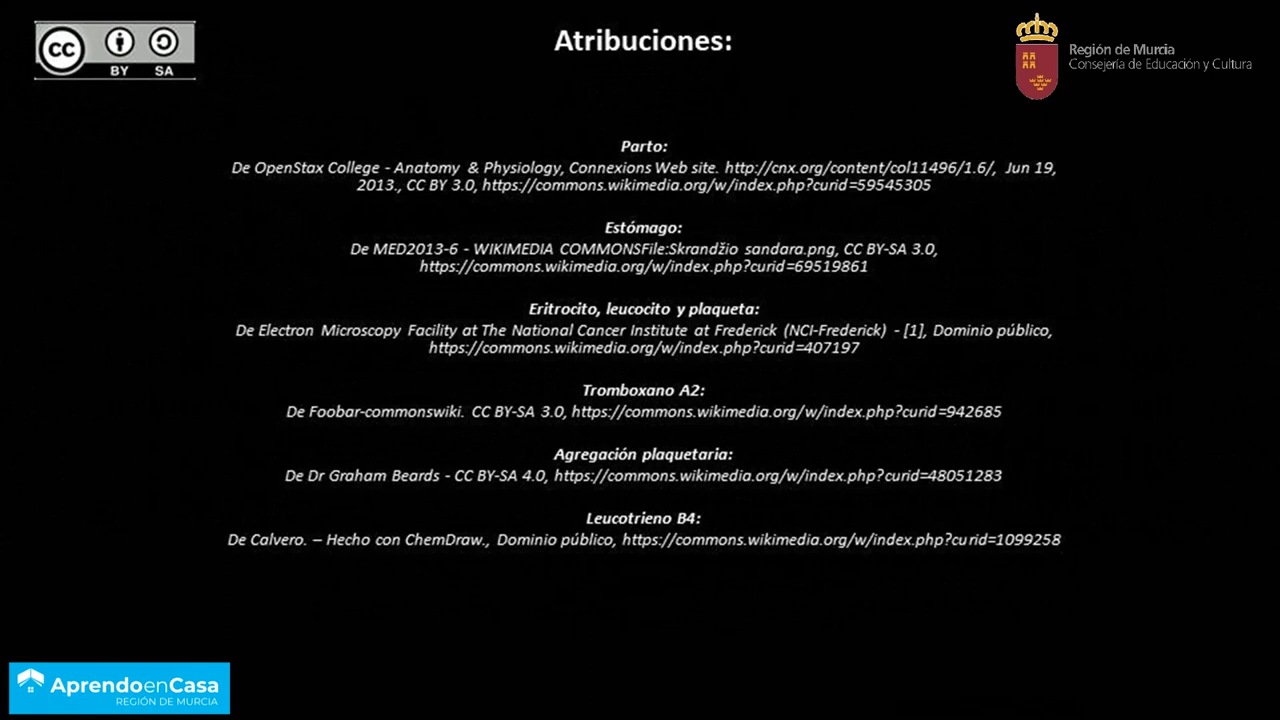 CC BY SA
Atribuciones:
Región de Murcia
Consejería de Educación y Cultura
Parto:
De OpenStax College - Anatomy & Physiology, Connexions Web site. http://cnx.org/content/col11496/1.6/, Jun 19,
2013., CC BY 3.0, https://commons.wikimedia.org/w/index.php?curid=59545305
Estómago:
De MED2013-6 - WIKIMEDIA COMMONSFile:Skrandžio sandara.png, CC BY-SA 3.0,
https://commons.wikimedia.org/w/index.php?curid=69519861
Eritrocito, leucocito y plaqueta:
De Electron Microscopy Facility at The National Cancer Institute at Frederick (NCI-Frederick) - [1], Dominio público,
https://commons.wikimedia.org/w/index.php?curid=407197
Tromboxano A2:
De Foobar-commonswiki. CC BY-SA 3.0, https://commons.wikimedia.org/w/index.php?curid=942685
Agregación plaquetaria:
De Dr Graham Beards - CC BY-SA 4.0, https://commons.wikimedia.org/w/index.php?curid=48051283
Leucotrieno B4:
De Calvero. – Hecho con ChemDraw., Dominio público, https://commons.wikimedia.org/w/index.php?curid=1099258
AprendoenCasa
REGIÓN DE MURCIA